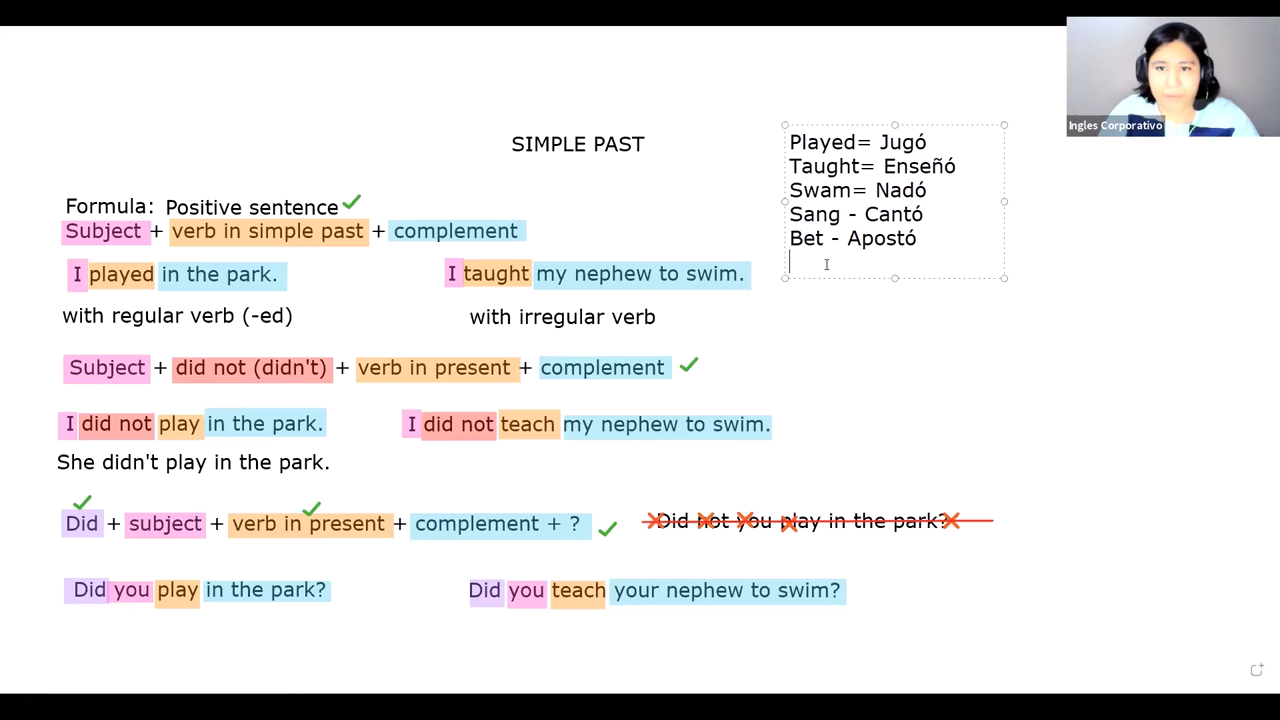 SIMPLE PAST
Formula: Positive sentence
Subject + verb in simple past + complement
I played in the park.
I taught my nephew to swim.
with regular verb (-ed)
with irregular verb
Subject + did not (didn't) + verb in present + complement
I did not play in the park.
I did not teach my nephew to swim.
She didn't play in the park.
Did + subject + verb in present + complement + ?
Did not you play in the park?
Did you play in the park?
Did you teach your nephew to swim?
Played= Jugó
Taught= Enseñó
Swam= Nadó
Sang - Cantó
Bet - Apostó
Ingles Corporativo